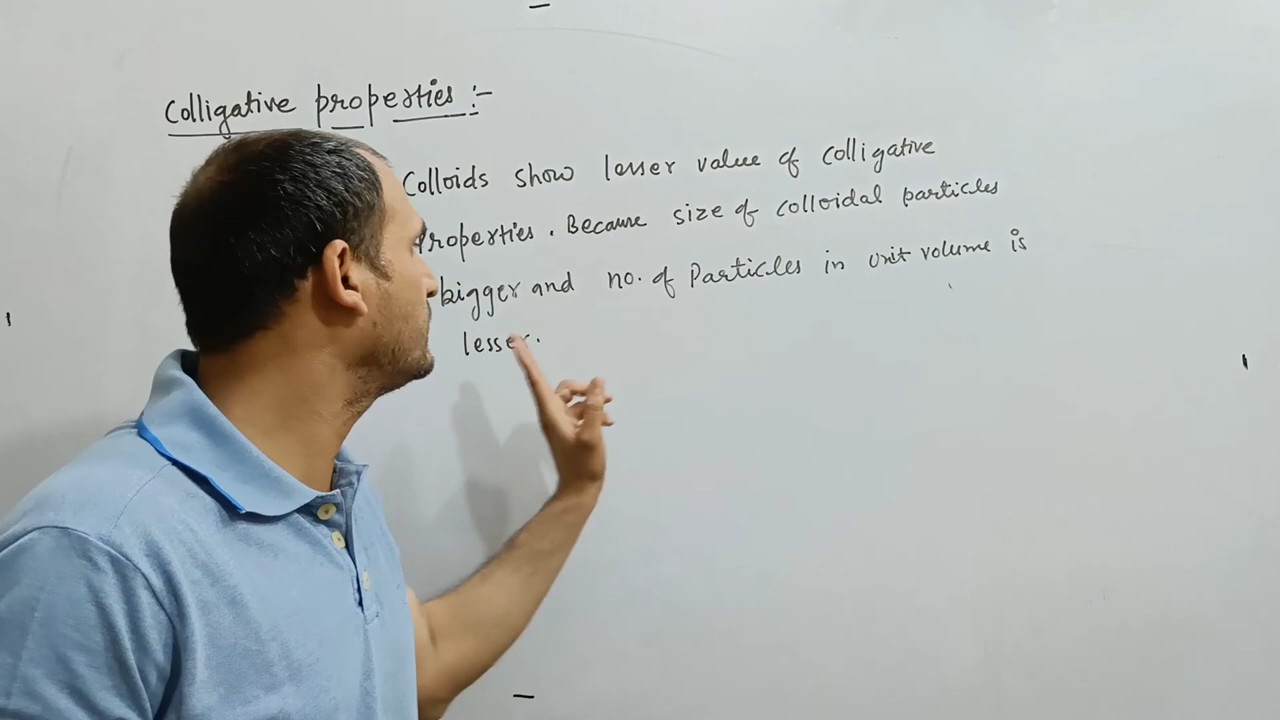 Colligative properties :-
Colloids show lesser value of colligative
Properties. Because size of colloidal particles
bigger and no. of Particles in unit volume is
lesser.